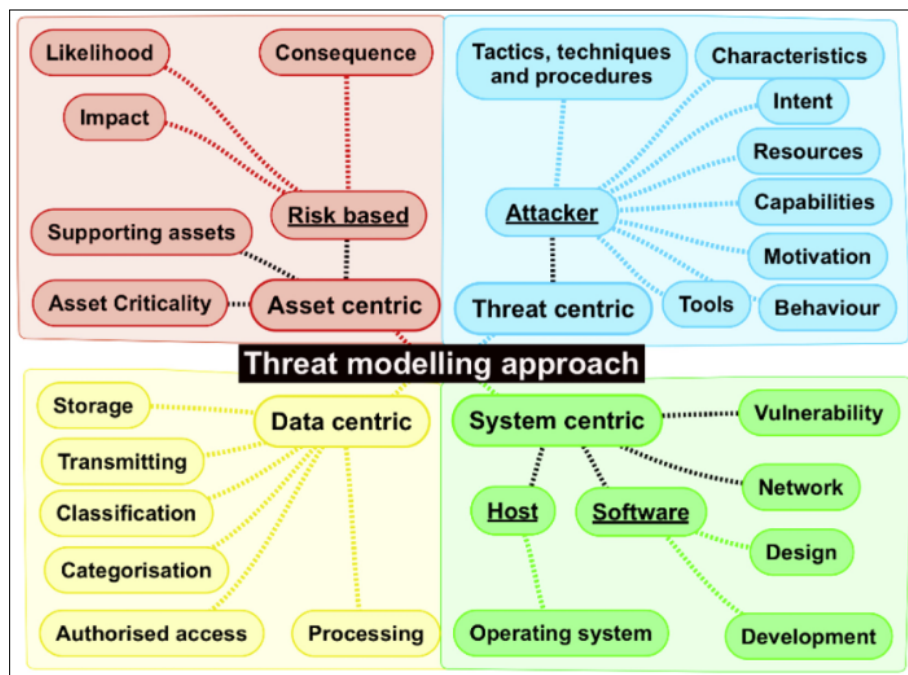 Likelihood
Consequence
Impact
Risk based
Supporting assets
Asset Criticality
Asset centric
Tactics, techniques
and procedures
Characteristics
Intent
Resources
Attacker
Capabilities
Motivation
Threat centric
Tools
Behaviour
Threat modelling approach
Storage
Data centric
Transmitting
Classification
Categorisation
Authorised access
Processing
System centric
Vulnerability
Network
Host
Software
Design
Operating system
Development